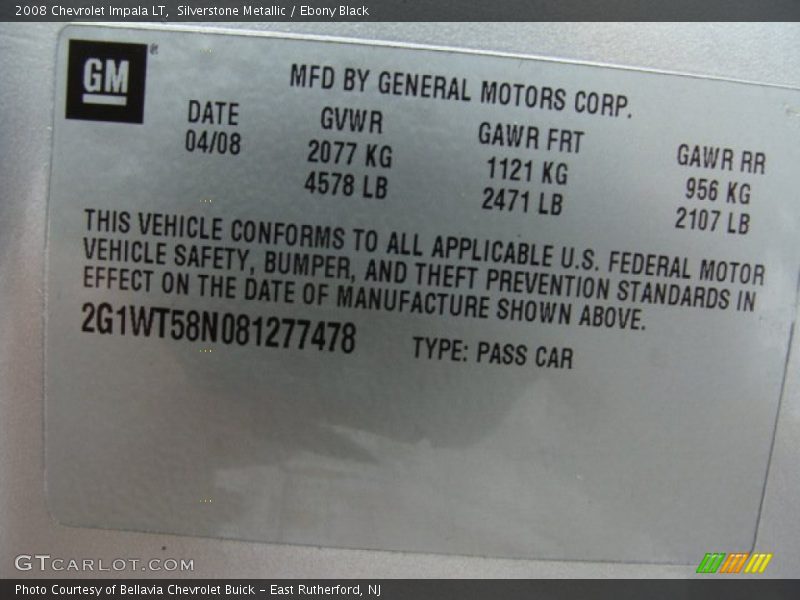 2008 Chevrolet Impala LT,  Silverstone Metallic / Ebony Black
GM
MFD BY GENERAL MOTORS CORP.
DATE GVWR GAWR FRT GAWR RR
04/08 2077 KG 1121 KG 956 KG
4578 LB 2471 LB 2107 LB
THIS VEHICLE CONFORMS TO ALL APPLICABLE U.S. FEDERAL MOTOR
VEHICLE SAFETY, BUMPER, AND THEFT PREVENTION STANDARDS IN
EFFECT ON THE DATE OF MANUFACTURE SHOWN ABOVE.
2G1WT58N081277478 TYPE: PASS CAR
GTCARLOT.COM
Photo Courtesy of Bellavia Chevrolet Buick - East Rutherford, NJ